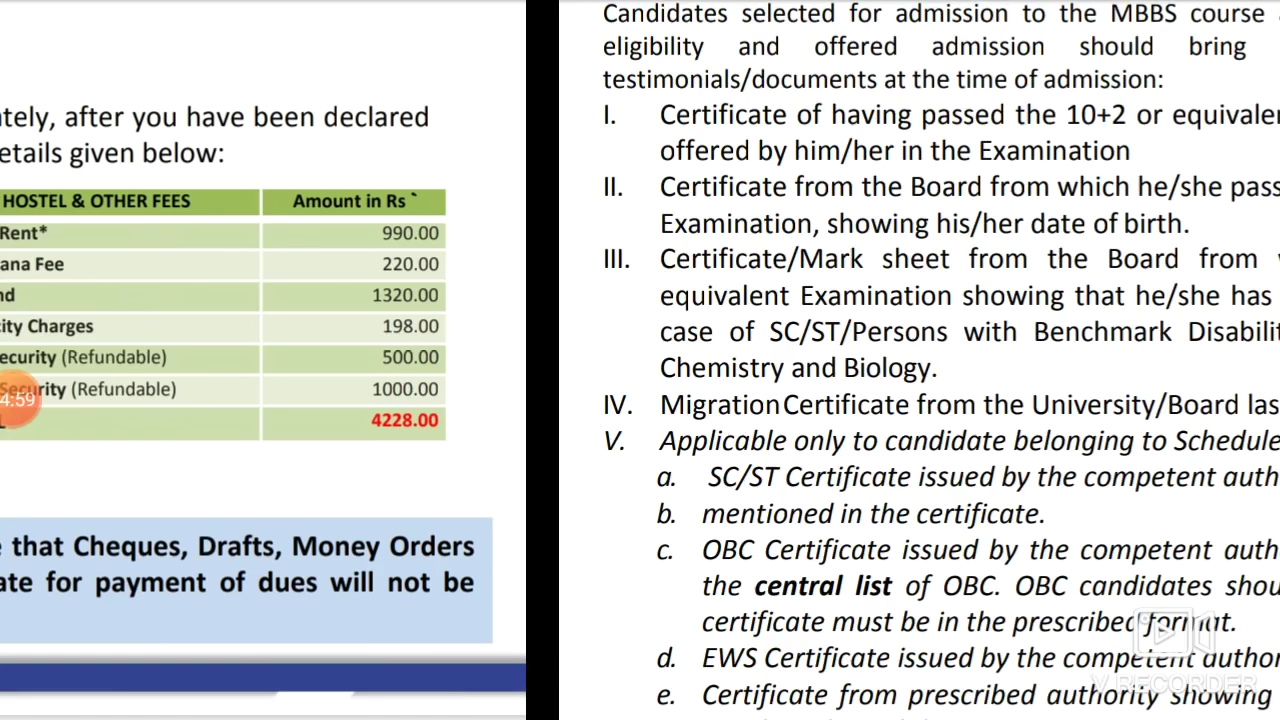 ately, after you have been declared
etails given below:
HOSTEL & OTHER FEES Amount in Rs `
Rent* 990.00
ana Fee 220.00
nd 1320.00
city Charges 198.00
ecurity (Refundable) 500.00
Security (Refundable) 1000.00
4:59
L 4228.00
e that Cheques, Drafts, Money Orders
ate for payment of dues will not be
Candidates selected for admission to the MBBS course
eligibility and offered admission should bring
testimonials/documents at the time of admission:
I. Certificate of having passed the 10+2 or equivalen
offered by him/her in the Examination
II. Certificate from the Board from which he/she pass
Examination, showing his/her date of birth.
III. Certificate/Mark sheet from the Board from
equivalent Examination showing that he/she has
case of SC/ST/Persons with Benchmark Disabilit
Chemistry and Biology.
IV. Migration Certificate from the University/Board las
V. Applicable only to candidate belonging to Schedule
a. SC/ST Certificate issued by the competent auth
b. mentioned in the certificate.
c. OBC Certificate issued by the competent auth
the central list of OBC. OBC candidates shou
certificate must be in the prescribed format.
d. EWS Certificate issued by the competent author
e. Certificate from prescribed authority showing
V RECORDER